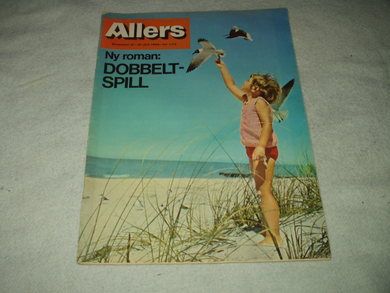 Allers
Ny roman:
DOBBELT-
SPILL